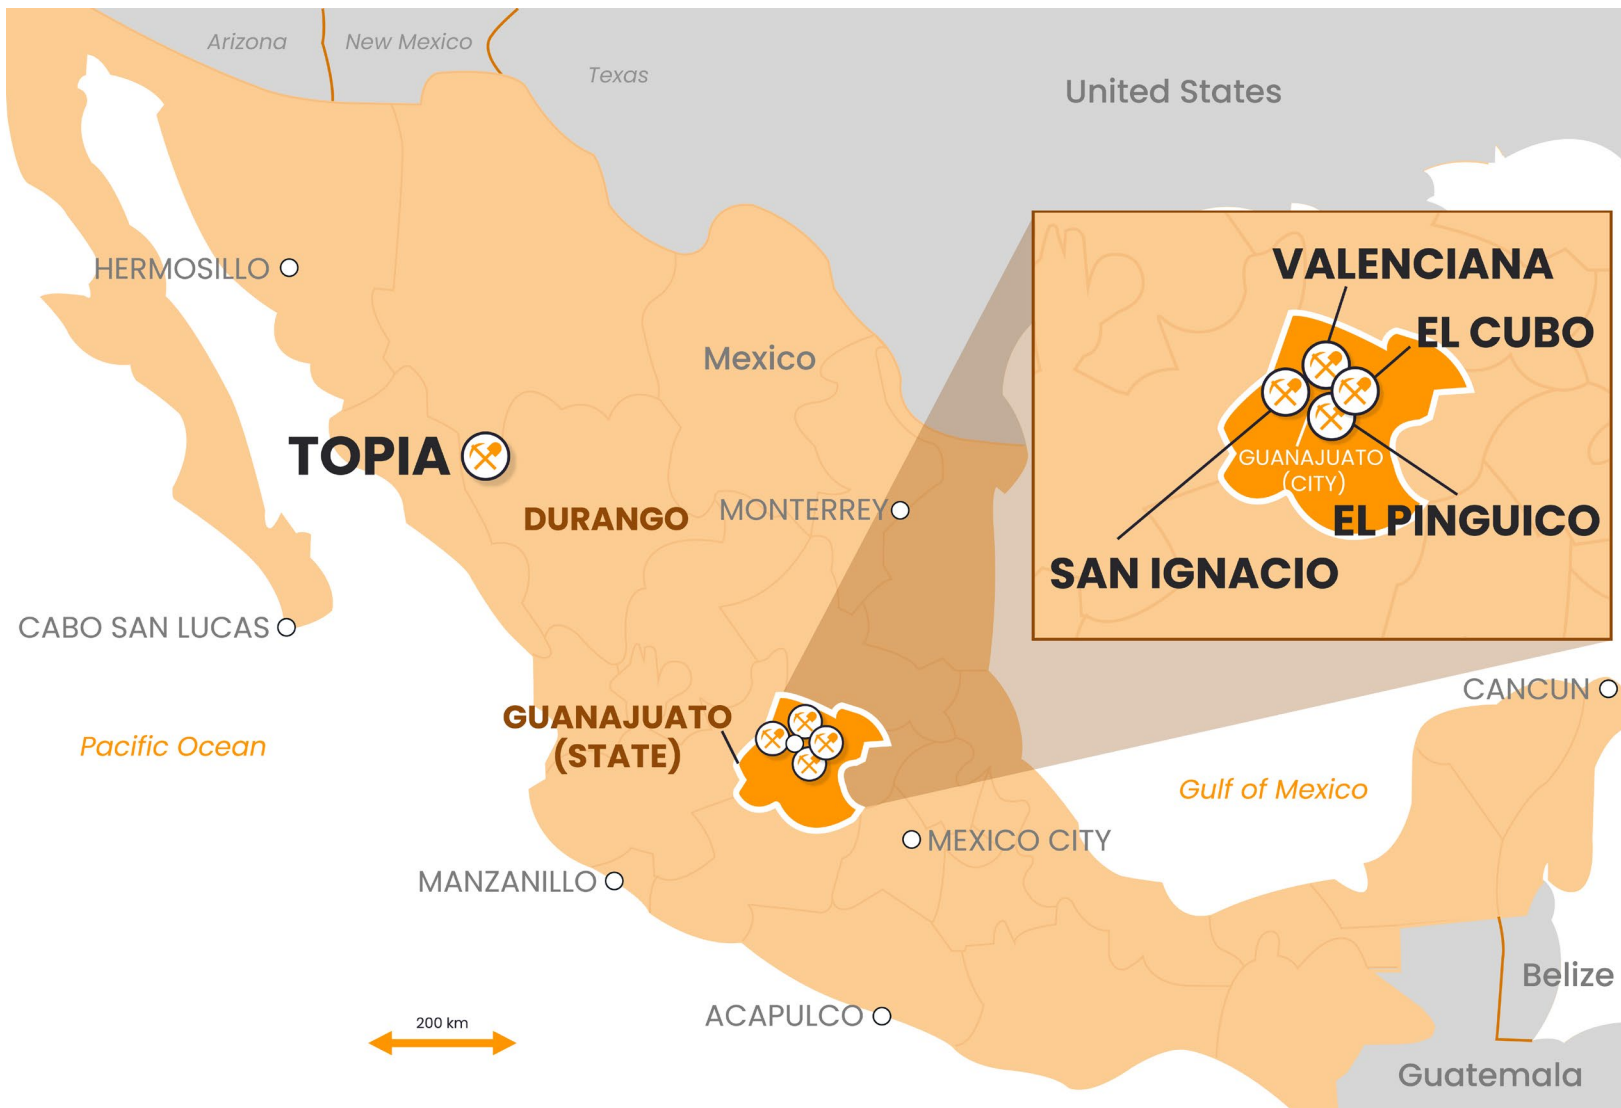 Arizona
New Mexico
Texas
United States
HERMOSILLO
Mexico
VALENCIANA
EL CUBO
GUANAJUATO
(CITY)
EL PINGUICO
SAN IGNACIO
TOPIA
DURANGO
MONTERREY
CABO SAN LUCAS
CANCUN
GUANAJUATO
(STATE)
Pacific Ocean
Gulf of Mexico
MEXICO CITY
MANZANILLO
Belize
ACAPULCO
200 km
Guatemala